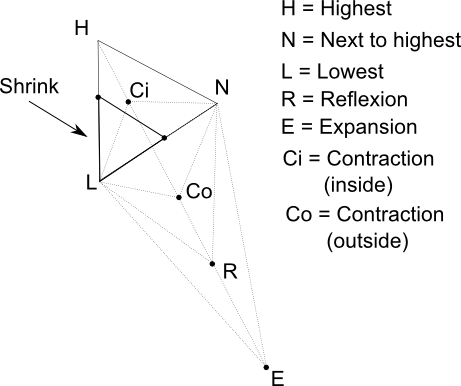 H
Ci
N
Shrink
L
Co
R
E
H = Highest
N = Next to highest
L = Lowest
R = Reflexion
E = Expansion
Ci = Contraction
(inside)
Co = Contraction
(outside)